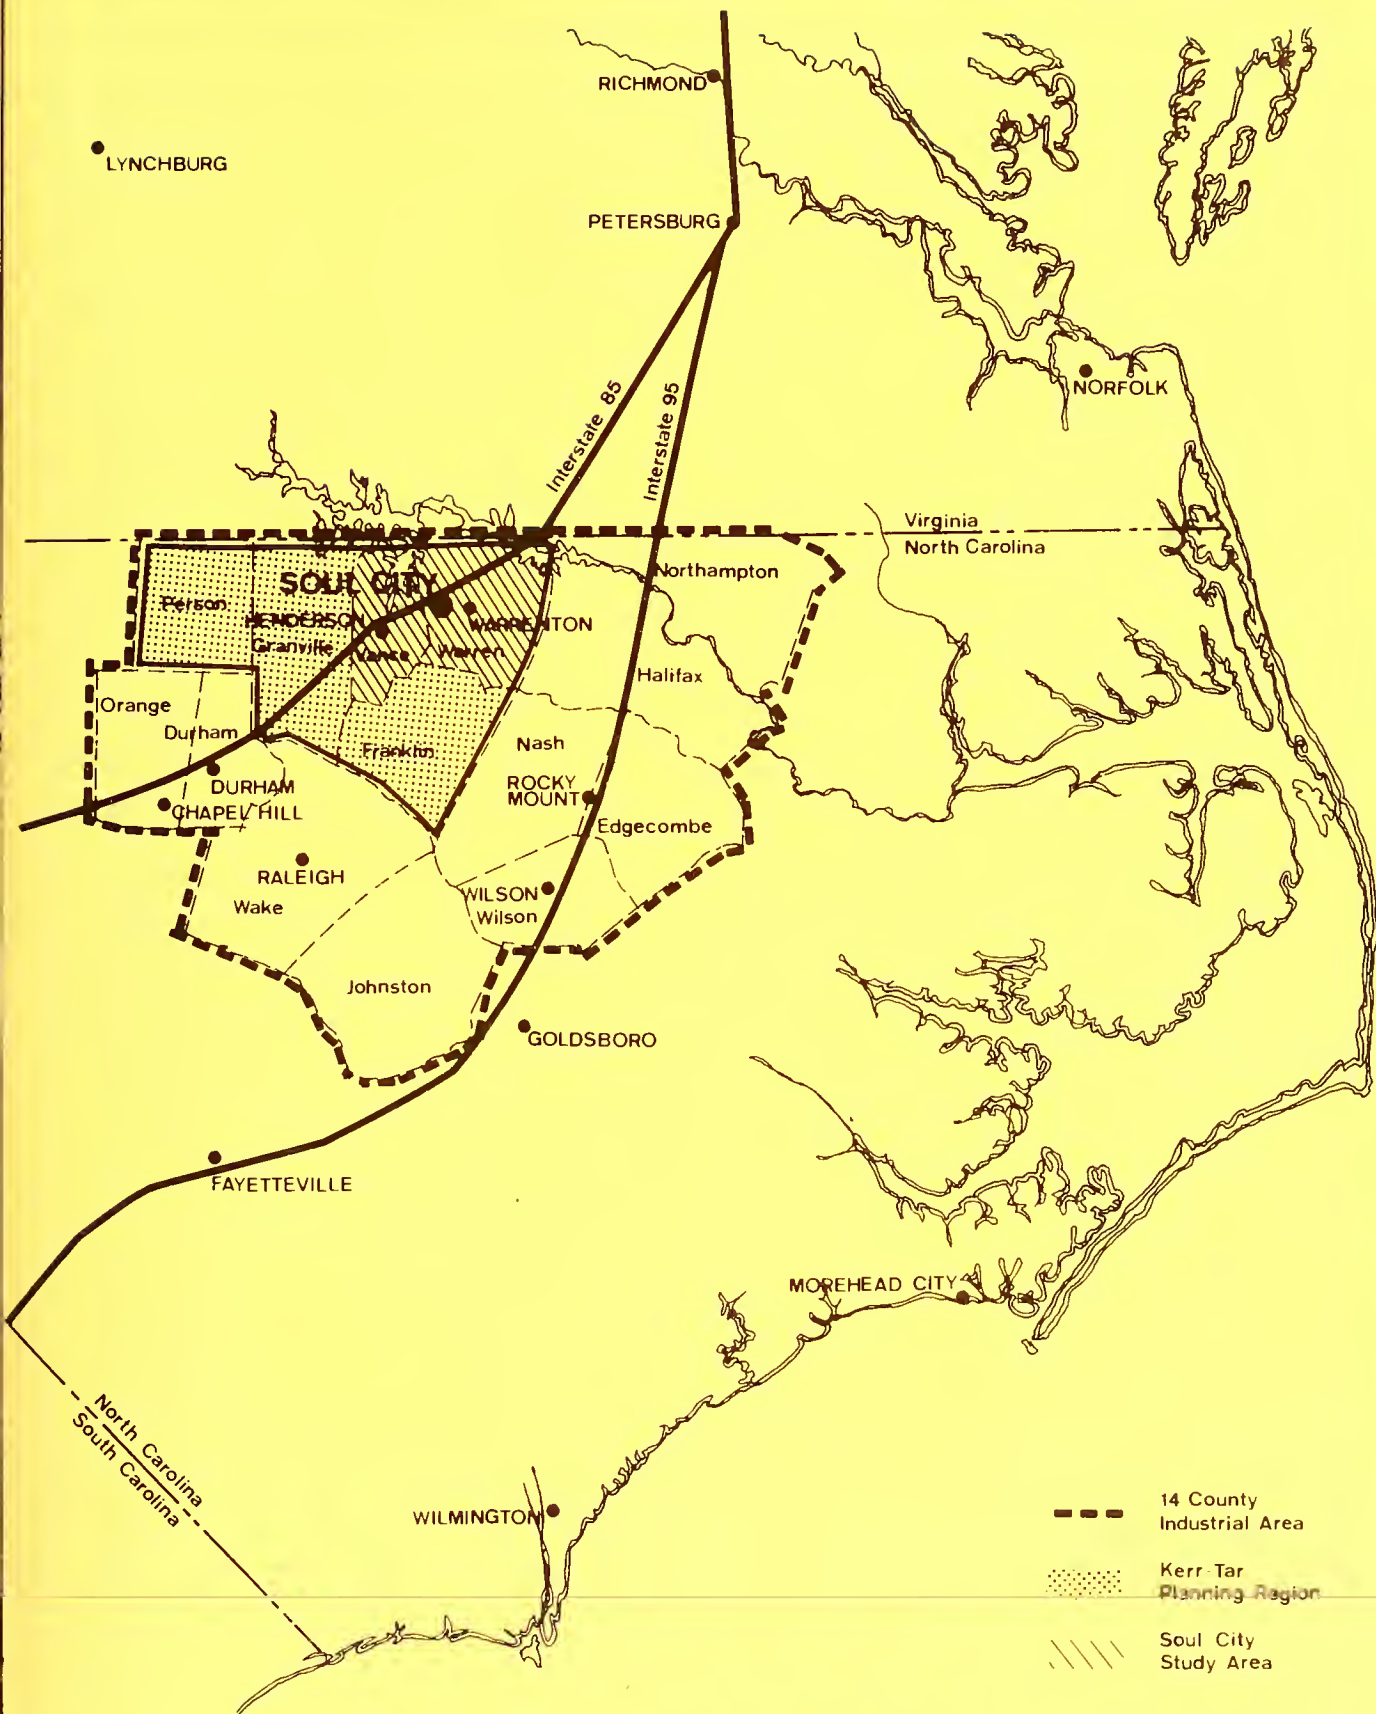 RICHMOND
LYNCHBURG
PETERSBURG
NORFOLK
Interstate 85
Interstate 95
Virginia
North Carolina
Northampton
SOUL CITY
Person
HENDERSON
WARRENTON
Granville
Vance
Warren
Halifax
Orange
Durham
Franklin
Nash
DURHAM
ROCKY
MOUNT
CHAPEL HILL
Edgecombe
RALEIGH
WILSON
Wake
Wilson
Johnston
GOLDSBORO
FAYETTEVILLE
MOREHEAD CITY
North Carolina
South Carolina
WILMINGTON
14 County
Industrial Area
Kerr-Tar
Planning Region
Soul City
Study Area